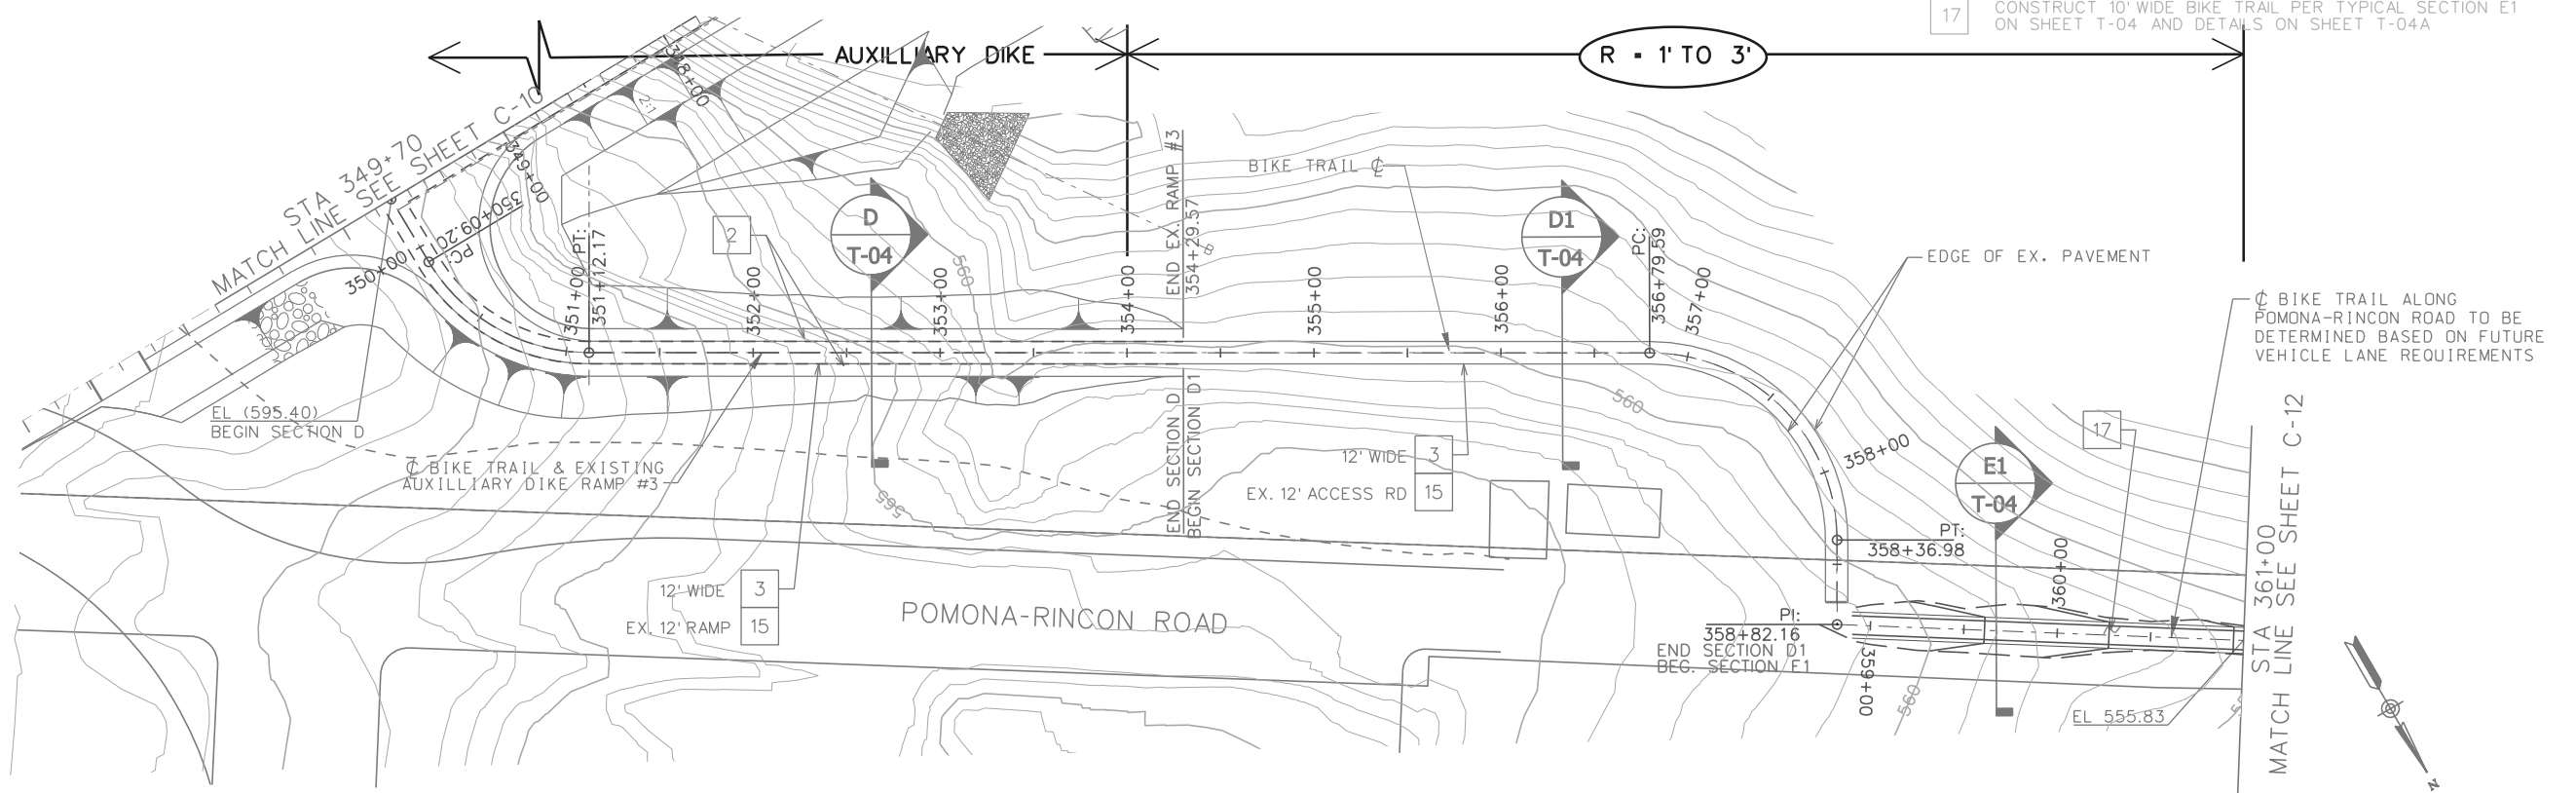 17
CONSTRUCT 10' WIDE BIKE TRAIL PER TYPICAL SECTION E1
ON SHEET T-04 AND DETAILS ON SHEET T-04A
AUXILLIARY DIKE
R - 1' TO 3'
STA 349+70
MATCH LINE SEE SHEET C-10
348+00
2:1
349+00
350+00
PC:
350+09.20
351+00
PT:
351+12.17
2
352+00
D
T-04
353+00
560
354+00
END EX. RAMP #3
354+29.57
BIKE TRAIL ℄
355+00
356+00
D1
T-04
PC:
356+79.59
357+00
EDGE OF EX. PAVEMENT
℄ BIKE TRAIL ALONG
POMONA-RINCON ROAD TO BE
DETERMINED BASED ON FUTURE
VEHICLE LANE REQUIREMENTS
EL (595.40)
BEGIN SECTION D
℄ BIKE TRAIL & EXISTING
AUXILLIARY DIKE RAMP #3
565
END SECTION D
BEGIN SECTION D1
12' WIDE
3
EX. 12' ACCESS RD
15
560
358+00
17
E1
T-04
PT:
358+36.98
360+00
12' WIDE
3
EX. 12' RAMP
15
POMONA-RINCON ROAD
PI:
358+82.16
END SECTION D1
BEG. SECTION E1
359+00
560
EL 555.83
STA 361+00
MATCH LINE SEE SHEET C-12
N